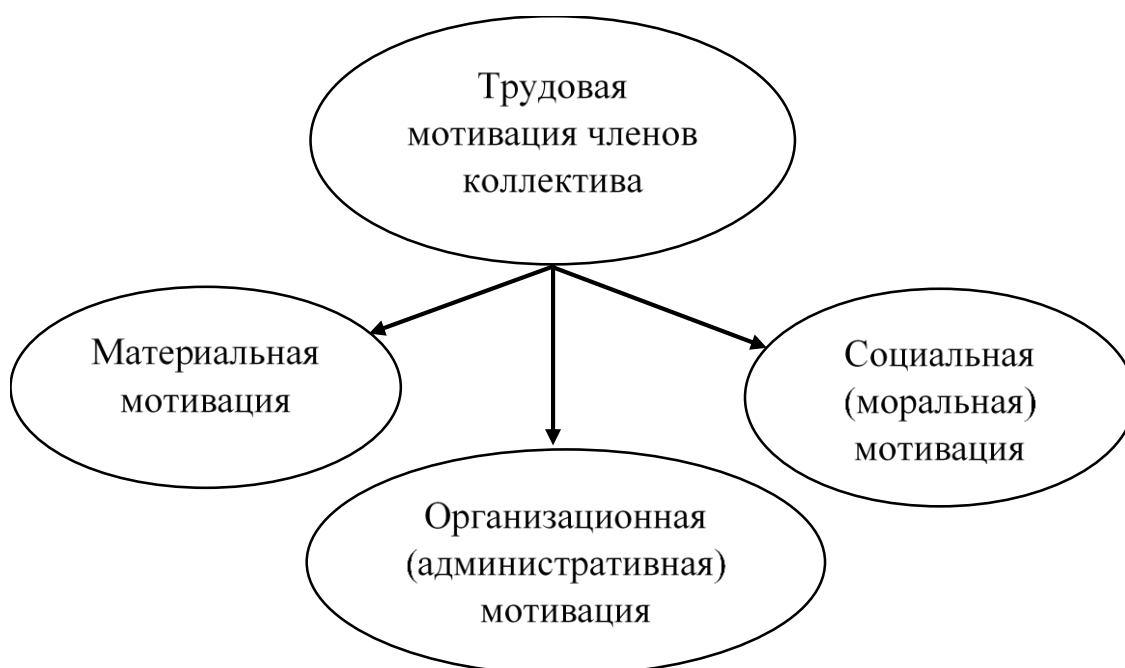 Трудовая
мотивация членов
коллектива
Материальная
мотивация
Социальная
(моральная)
мотивация
Организационная
(административная)
мотивация